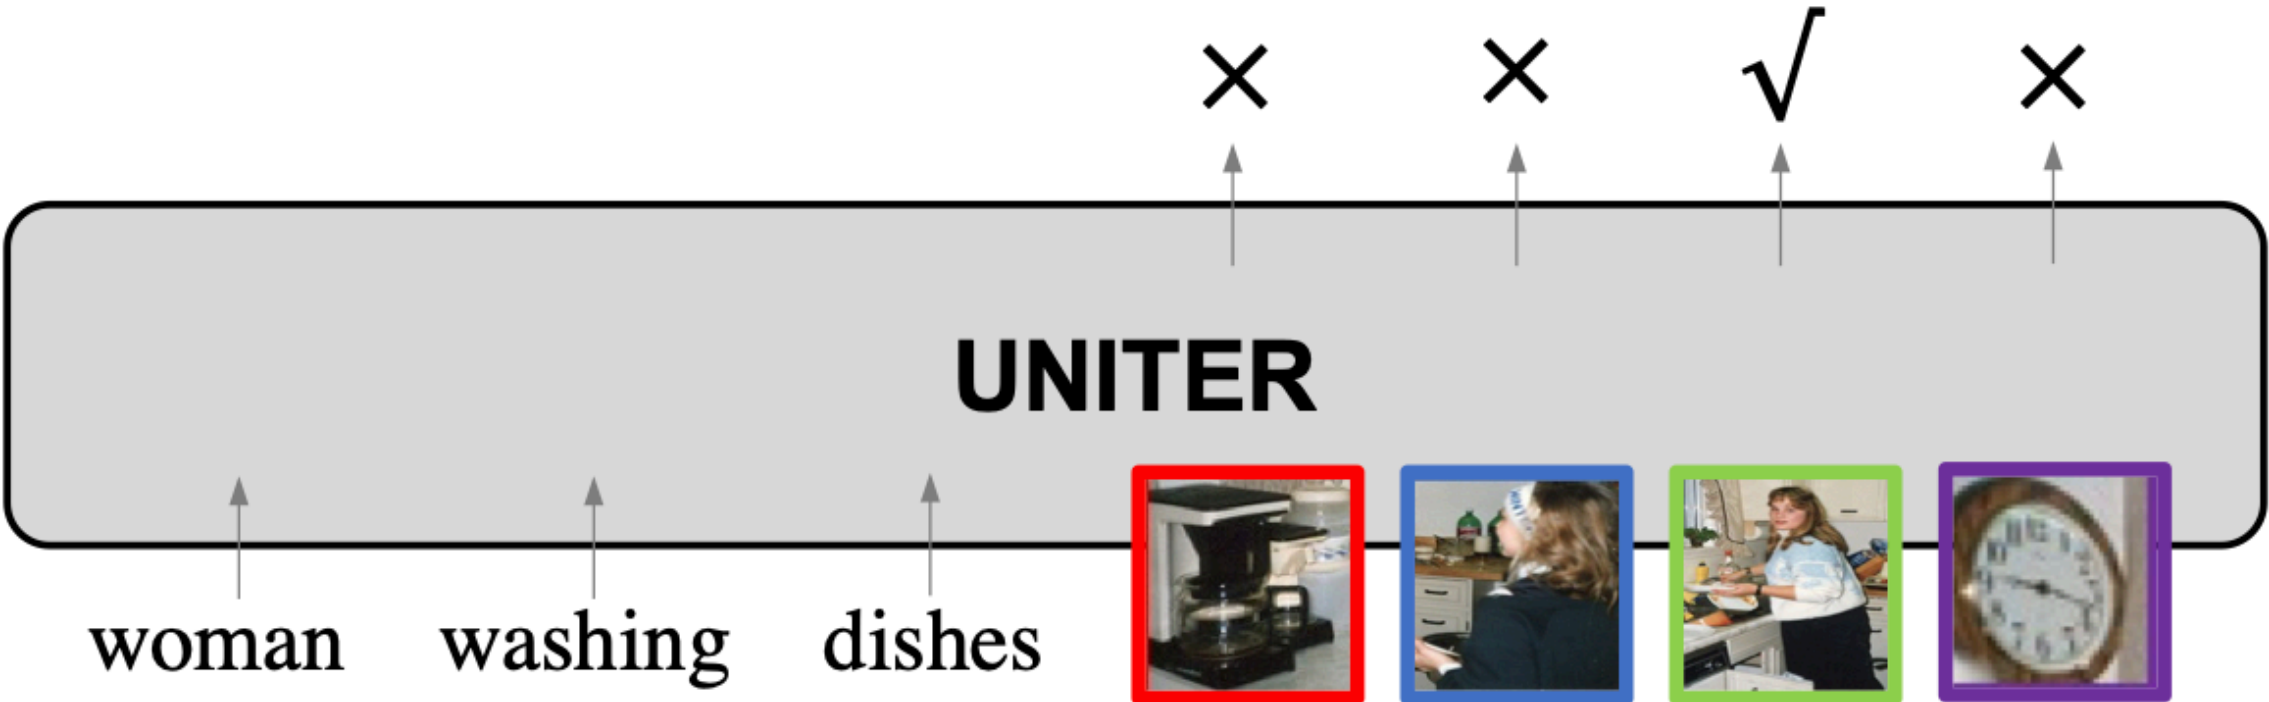 × × √ ×
UNITER
woman washing dishes